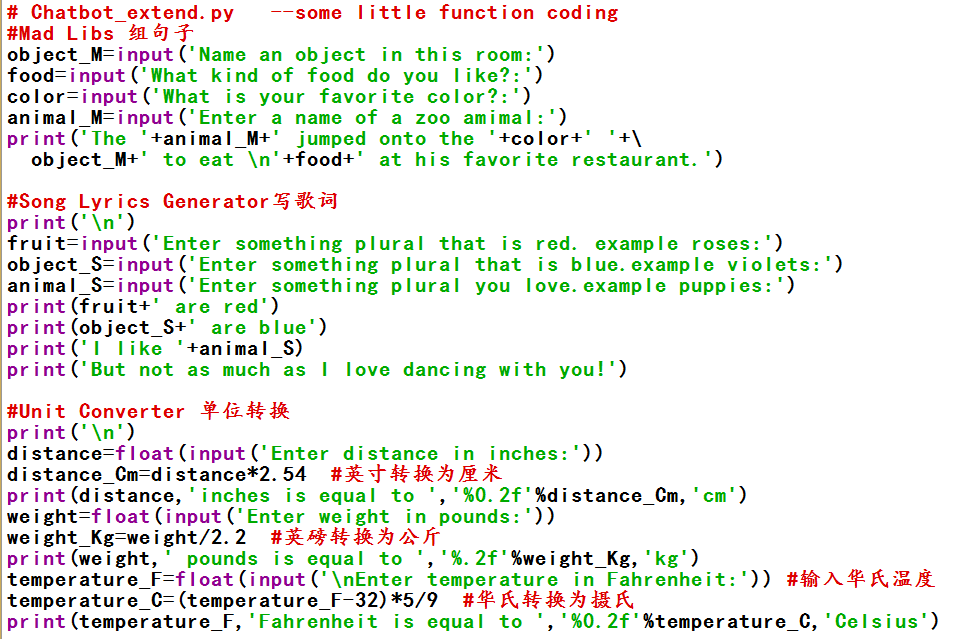 # Chatbot_extend.py   --some little function coding
#Mad Libs 组句子
object_M=input('Name an object in this room:')
food=input('What kind of food do you like?:')
color=input('What is your favorite color?:')
animal_M=input('Enter a name of a zoo amimal:')
print('The '+animal_M+' jumped onto the '+color+' '+\
  object_M+' to eat \n'+food+' at his favorite restaurant.')
#Song Lyrics Generator写歌词
print('\n')
fruit=input('Enter something plural that is red. example roses:')
object_S=input('Enter something plural that is blue.example violets:')
animal_S=input('Enter something plural you love.example puppies:')
print(fruit+' are red')
print(object_S+' are blue')
print('I like '+animal_S)
print('But not as much as I love dancing with you!')
#Unit Converter 单位转换
print('\n')
distance=float(input('Enter distance in inches:'))
distance_Cm=distance*2.54  #英寸转换为厘米
print(distance,'inches is equal to ','%0.2f'%distance_Cm,'cm')
weight=float(input('Enter weight in pounds:'))
weight_Kg=weight/2.2  #英磅转换为公斤
print(weight,' pounds is equal to ','%.2f'%weight_Kg,'kg')
temperature_F=float(input('\nEnter temperature in Fahrenheit:')) #输入华氏温度
temperature_C=(temperature_F-32)*5/9  #华氏转换为摄氏
print(temperature_F,'Fahrenheit is equal to ','%0.2f'%temperature_C,'Celsius')